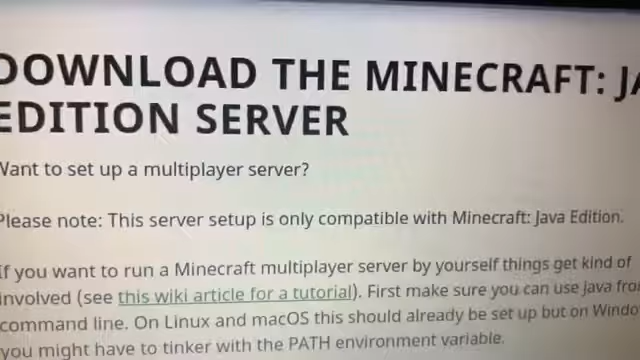 DOWNLOAD THE MINECRAFT: JA
EDITION SERVER
Want to set up a multiplayer server?
Please note: This server setup is only compatible with Minecraft: Java Edition.
If you want to run a Minecraft multiplayer server by yourself things get kind of
involved (see this wiki article for a tutorial). First make sure you can use Java fro
command line. On Linux and macOS this should already be set up but on Windo
you might have to tinker with the PATH environment variable.